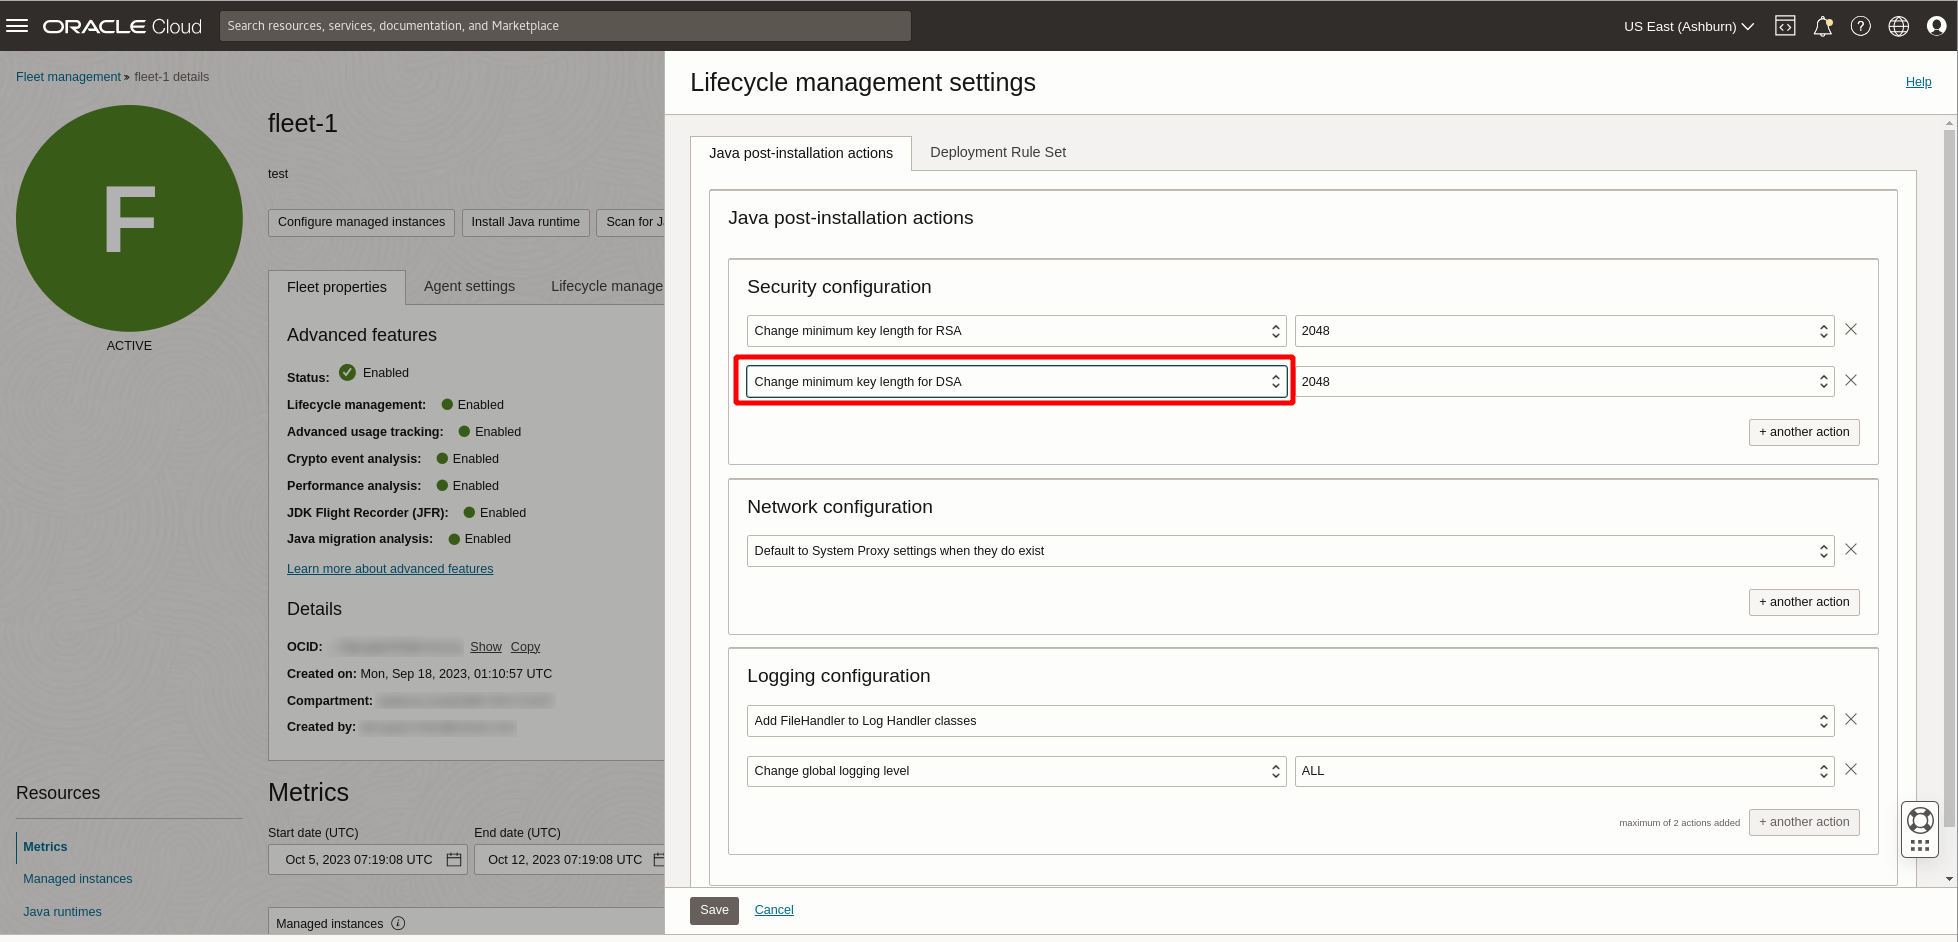 ORACLE Cloud
Search resources, services, documentation, and Marketplace
US East (Ashburn)
Fleet management » fleet-1 details
F
ACTIVE
fleet-1
test
Configure managed instances
Install Java runtime
Scan for J
Fleet properties
Agent settings
Lifecycle manage
Advanced features
Status: Enabled
Lifecycle management: Enabled
Advanced usage tracking: Enabled
Crypto event analysis: Enabled
Performance analysis: Enabled
JDK Flight Recorder (JFR): Enabled
Java migration analysis: Enabled
Learn more about advanced features
Details
OCID: Show Copy
Created on: Mon, Sep 18, 2023, 01:10:57 UTC
Compartment:
Created by:
Resources
Metrics
Managed instances
Java runtimes
Metrics
Start date (UTC)
End date (UTC)
Oct 5, 2023 07:19:08 UTC
Oct 12, 2023 07:19:08 UTC
Managed instances
Lifecycle management settings
Help
Java post-installation actions
Deployment Rule Set
Java post-installation actions
Security configuration
Change minimum key length for RSA
2048
Change minimum key length for DSA
2048
+ another action
Network configuration
Default to System Proxy settings when they do exist
+ another action
Logging configuration
Add FileHandler to Log Handler classes
Change global logging level
ALL
maximum of 2 actions added
+ another action
Save
Cancel